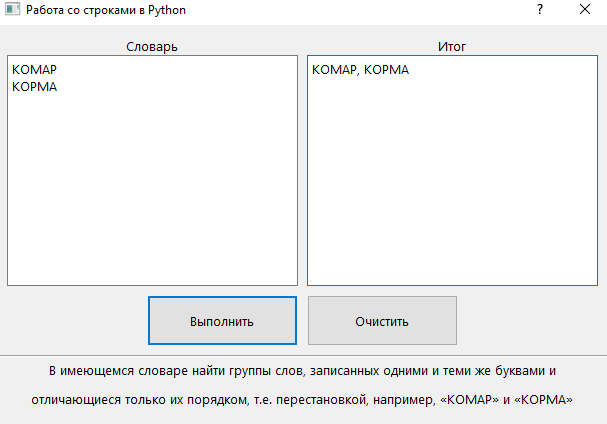 Работа со строками в Python
?
Словарь
Итог
КОМАР
КОРМА
КОМАР, КОРМА
Выполнить
Очистить
В имеющемся словаре найти группы слов, записанных одними и теми же буквами и
отличающиеся только их порядком, т.е. перестановкой, например, «КОМАР» и «КОРМА»